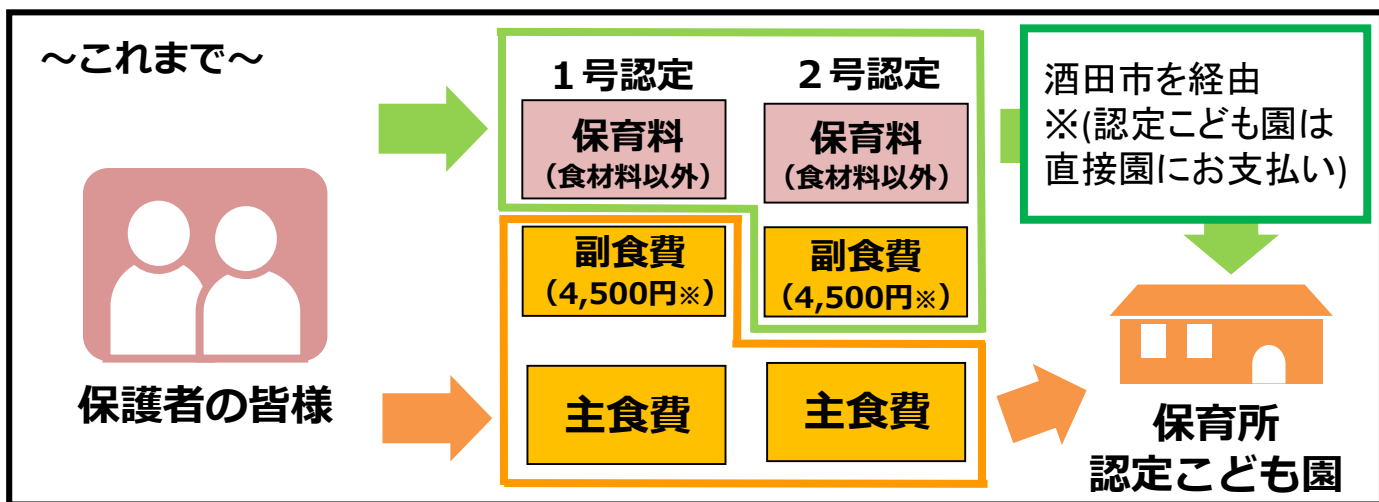 ～これまで～
１号認定
２号認定
保育料
（食材料以外）
保育料
（食材料以外）
副食費
（4,500円※）
副食費
（4,500円※）
主食費
主食費
保護者の皆様
酒田市を経由
※(認定こども園は
直接園にお支払い)
保育所
認定こども園